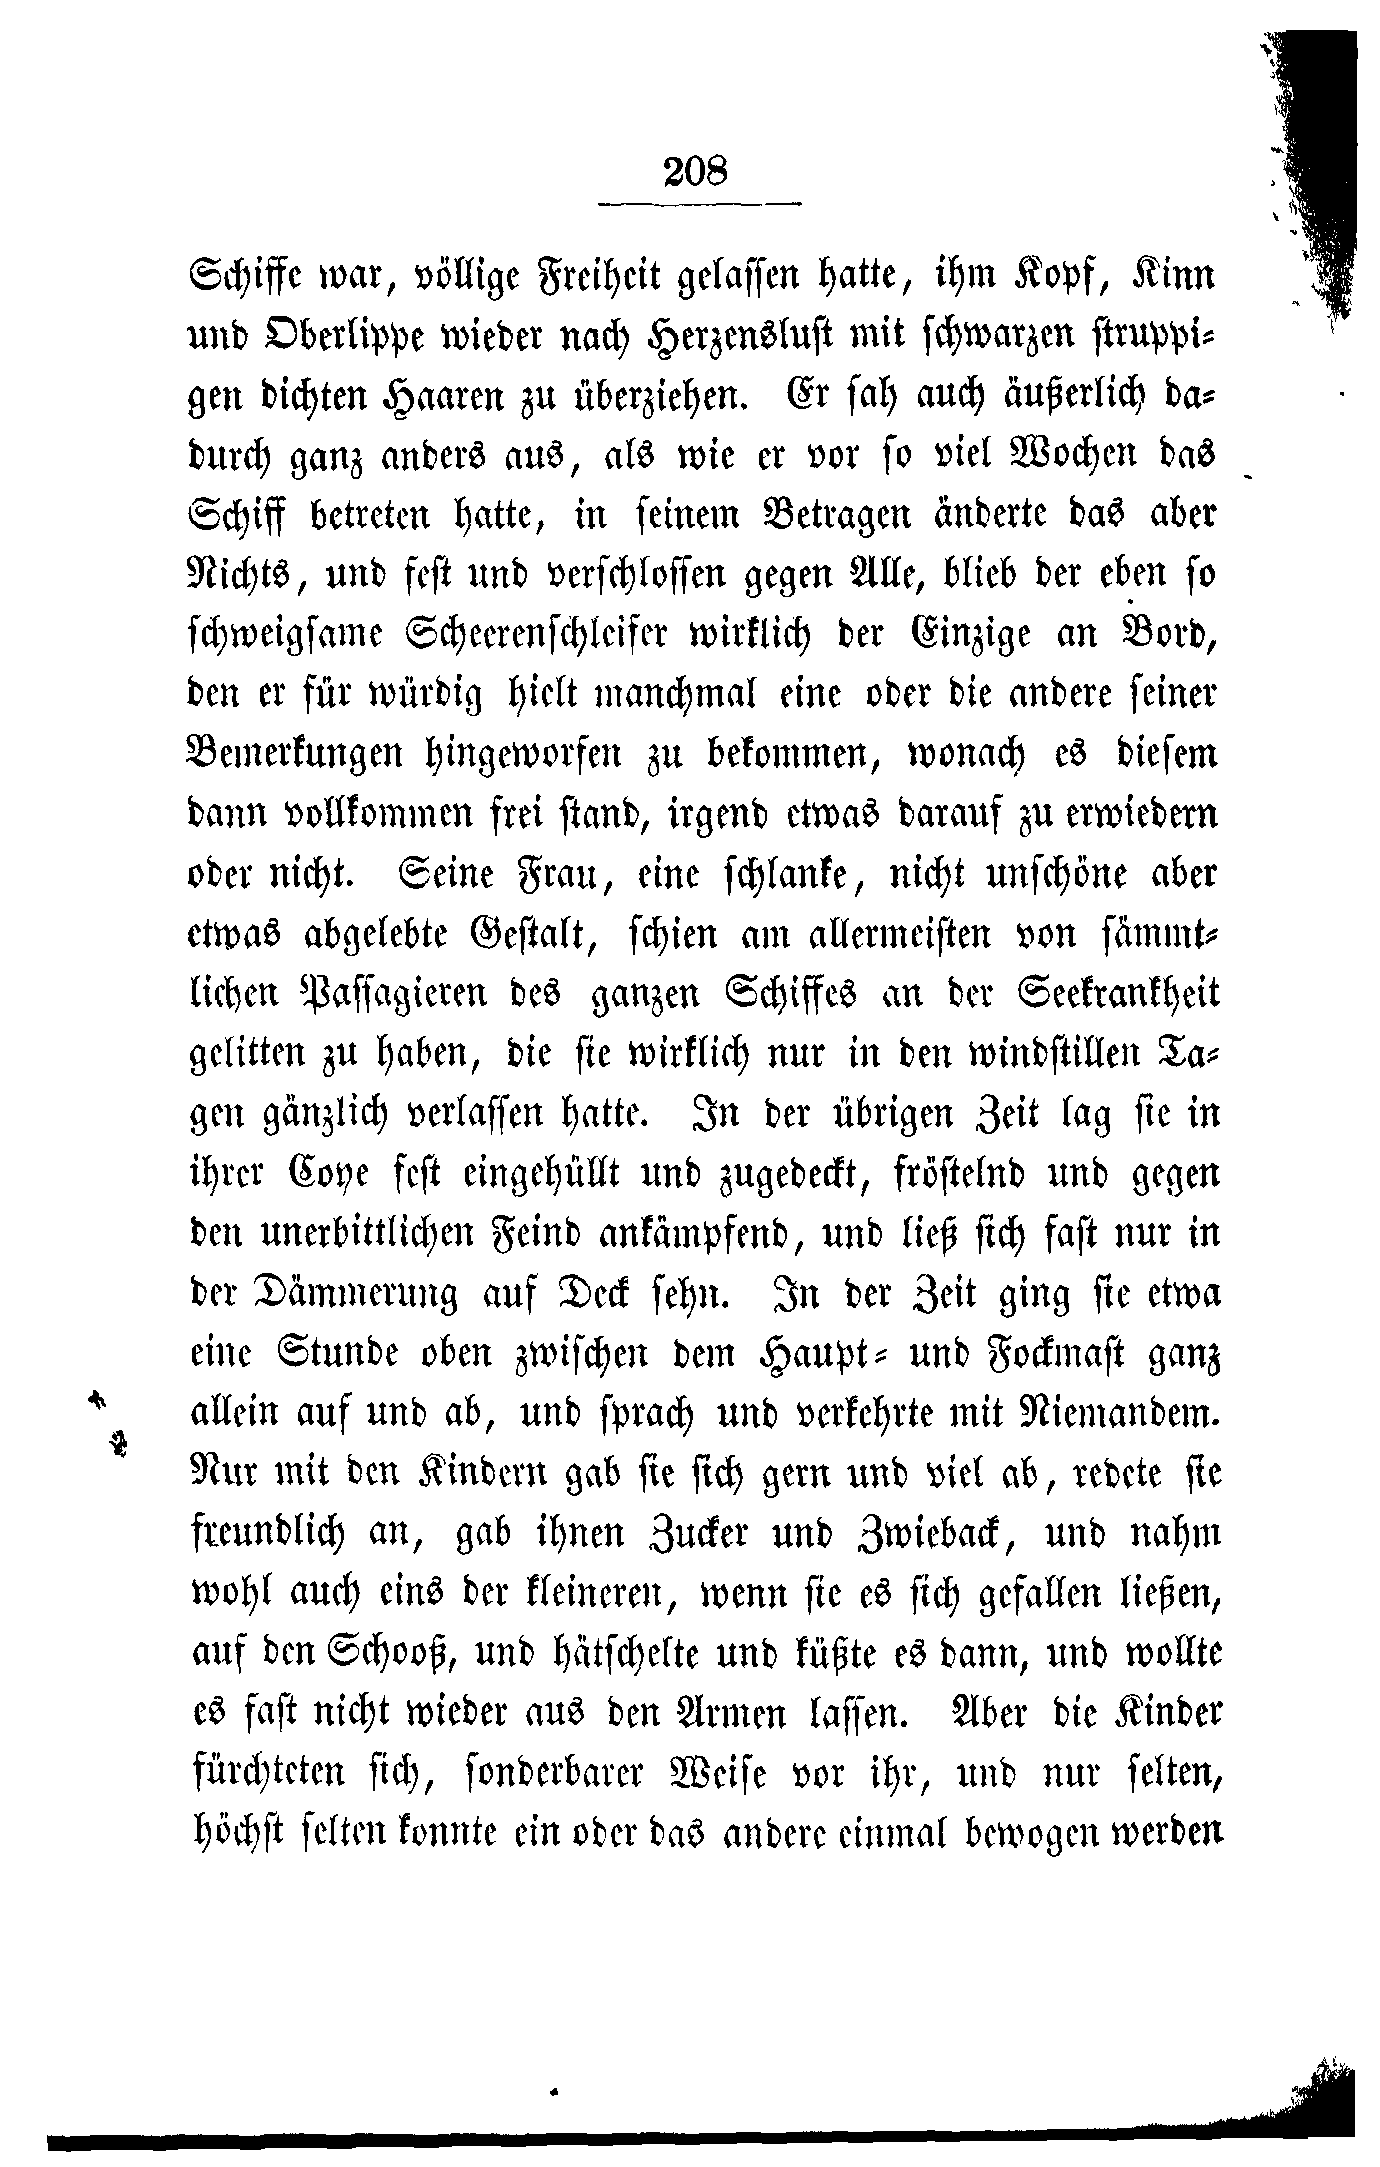 208
Schiffe war, völlige Freiheit gelassen hatte, ihm Kopf, Kinn
und Oberlippe wieder nach Herzenslust mit schwarzen struppi-
gen dichten Haaren zu überziehen. Er sah auch äußerlich da-
durch ganz anders aus, als wie er vor so viel Wochen das
Schiff betreten hatte, in seinem Betragen änderte das aber
Nichts, und fest und verschlossen gegen Alle, blieb der eben so
schweigsame Scheerenschleifer wirklich der Einzige an Bord,
den er für würdig hielt manchmal eine oder die andere seiner
Bemerkungen hingeworfen zu bekommen, wonach es diesem
dann vollkommen frei stand, irgend etwas darauf zu erwiedern
oder nicht. Seine Frau, eine schlanke, nicht unschöne aber
etwas abgelebte Gestalt, schien am allermeisten von sämmt-
lichen Passagieren des ganzen Schiffes an der Seekrankheit
gelitten zu haben, die sie wirklich nur in den windstillen Ta-
gen gänzlich verlassen hatte. In der übrigen Zeit lag sie in
ihrer Coye fest eingehüllt und zugedeckt, fröstelnd und gegen
den unerbittlichen Feind ankämpfend, und ließ sich fast nur in
der Dämmerung auf Deck sehn. In der Zeit ging sie etwa
eine Stunde oben zwischen dem Haupt- und Fockmast ganz
allein auf und ab, und sprach und verkehrte mit Niemandem.
Nur mit den Kindern gab sie sich gern und viel ab, redete sie
freundlich an, gab ihnen Zucker und Zwieback, und nahm
wohl auch eins der kleineren, wenn sie es sich gefallen ließen,
auf den Schooß, und hätschelte und küßte es dann, und wollte
es fast nicht wieder aus den Armen lassen. Aber die Kinder
fürchteten sich, sonderbarer Weise vor ihr, und nur selten,
höchst selten konnte ein oder das andere einmal bewogen werden